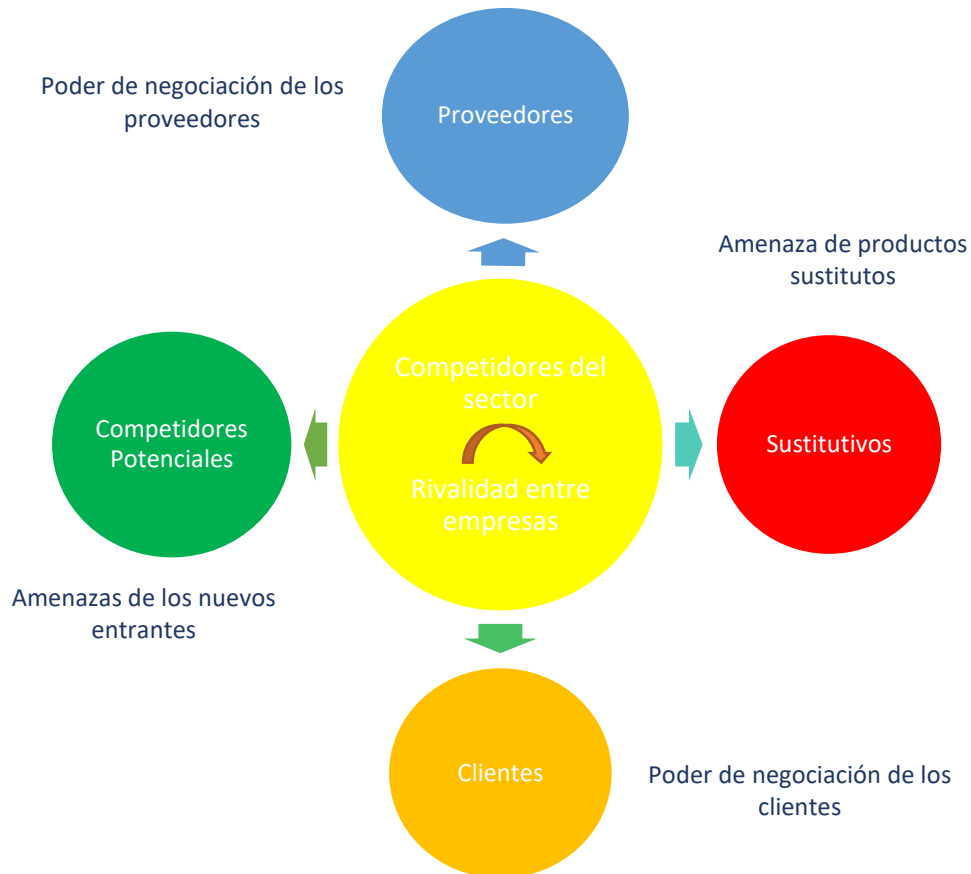 Poder de negociación de los
proveedores
Proveedores
Amenaza de productos
sustitutos
Competidores del
sector
Rivalidad entre
empresas
Competidores
Potenciales
Sustitutivos
Amenazas de los nuevos
entrantes
Clientes
Poder de negociación de los
clientes